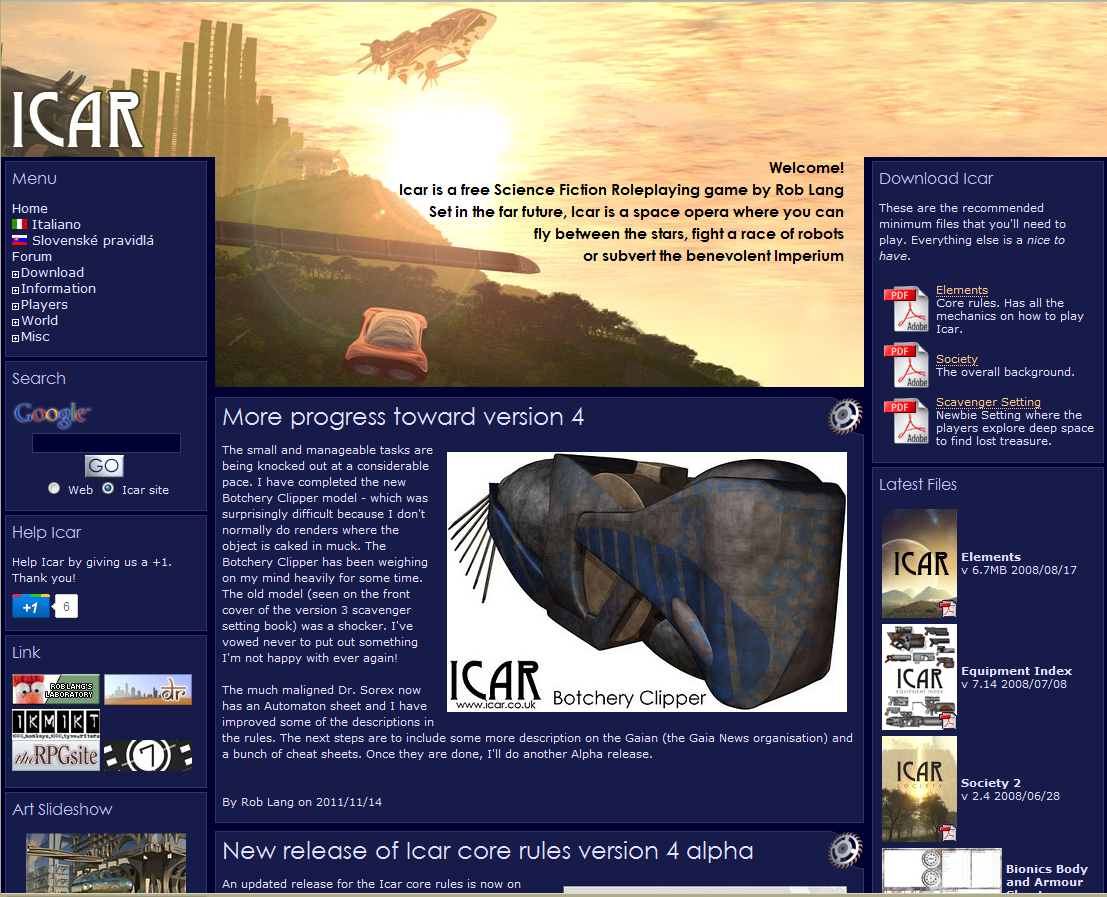 ICAR
Welcome!
Icar is a free Science Fiction Roleplaying game by Rob Lang
Set in the far future, Icar is a space opera where you can
fly between the stars, fight a race of robots
or subvert the benevolent Imperium
Menu
Home
Italiano
Slovenské pravidlá
Forum
Download
Information
Players
World
Misc
Search
Google
GO
Web Icar site
Help Icar
Help Icar by giving us a +1.
Thank you!
+1 6
Link
ROBLANG'S
LABORATORY
dr
1KM1KT
1000 monkeys, 1000 typewriters
theRPGsite
7
Art Slideshow
More progress toward version 4
The small and manageable tasks are
being knocked out at a considerable
pace. I have completed the new
Botchery Clipper model - which was
surprisingly difficult because I don't
normally do renders where the
object is caked in muck. The
Botchery Clipper has been weighing
on my mind heavily for some time.
The old model (seen on the front
cover of the version 3 scavenger
setting book) was a shocker. I've
vowed never to put out something
I'm not happy with ever again!
ICAR
www.icar.co.uk
Botchery Clipper
The much maligned Dr. Sorex now
has an Automaton sheet and I have
improved some of the descriptions in
the rules. The next steps are to include some more description on the Gaian (the Gaia News organisation) and
a bunch of cheat sheets. Once they are done, I'll do another Alpha release.
By Rob Lang on 2011/11/14
New release of Icar core rules version 4 alpha
An updated release for the Icar core rules is now on
Download Icar
These are the recommended
minimum files that you'll need to
play. Everything else is a nice to
have.
PDF
Adobe
Elements
Core rules. Has all the
mechanics on how to play
Icar.
PDF
Adobe
Society
The overall background.
PDF
Adobe
Scavenger Setting
Newbie Setting where the
players explore deep space
to find lost treasure.
Latest Files
ICAR
Elements
v 6.7MB 2008/08/17
ICAR
EQUIPMENT INDEX
Equipment Index
v 7.14 2008/07/08
ICAR
SOCIETY
Society 2
v 2.4 2008/06/28
Bionics Body
and Armour